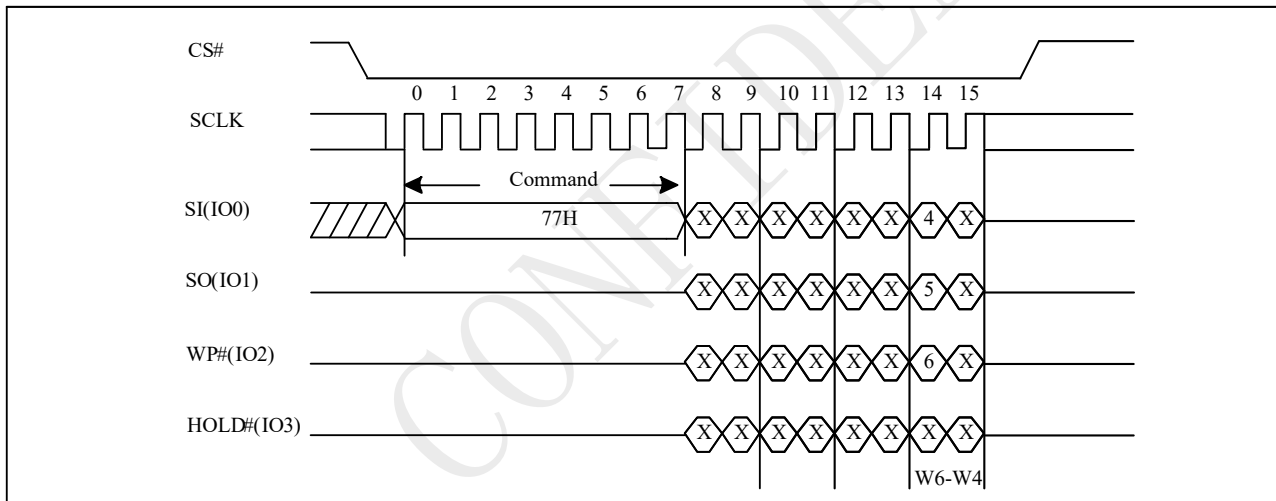 CS#
0 1 2 3 4 5 6 7 8 9 10 11 12 13 14 15
SCLK
Command
SI(IO0) 77H X X X X X X 4 X
SO(IO1) X X X X X X 5 X
WP#(IO2) X X X X X X 6 X
HOLD#(IO3) X X X X X X X X
W6-W4